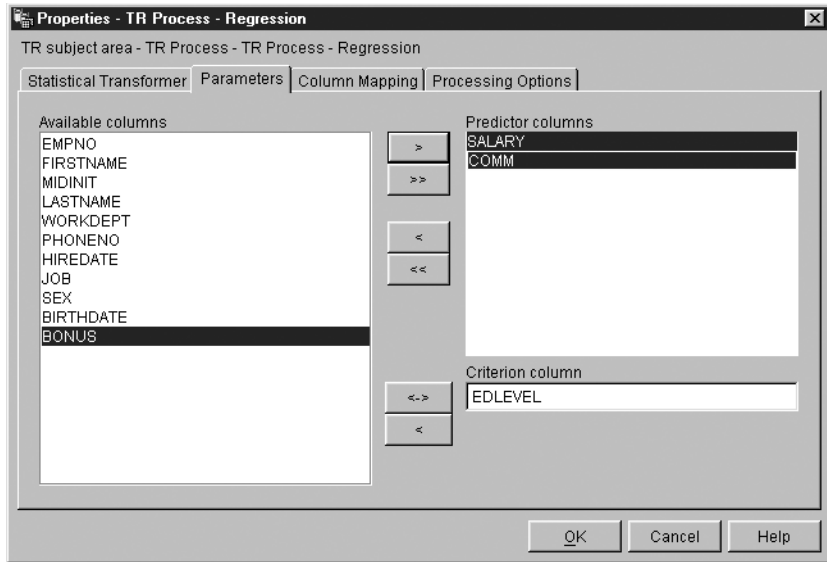 Properties - TR Process - Regression
TR subject area - TR Process - TR Process - Regression
Statistical Transformer Parameters Column Mapping Processing Options
Available columns
EMPNO
FIRSTNAME
MIDINIT
LASTNAME
WORKDEPT
PHONENO
HIREDATE
JOB
SEX
BIRTHDATE
BONUS
>
>>
<
<<
<->
<
Predictor columns
SALARY
COMM
Criterion column
EDLEVEL
OK Cancel Help